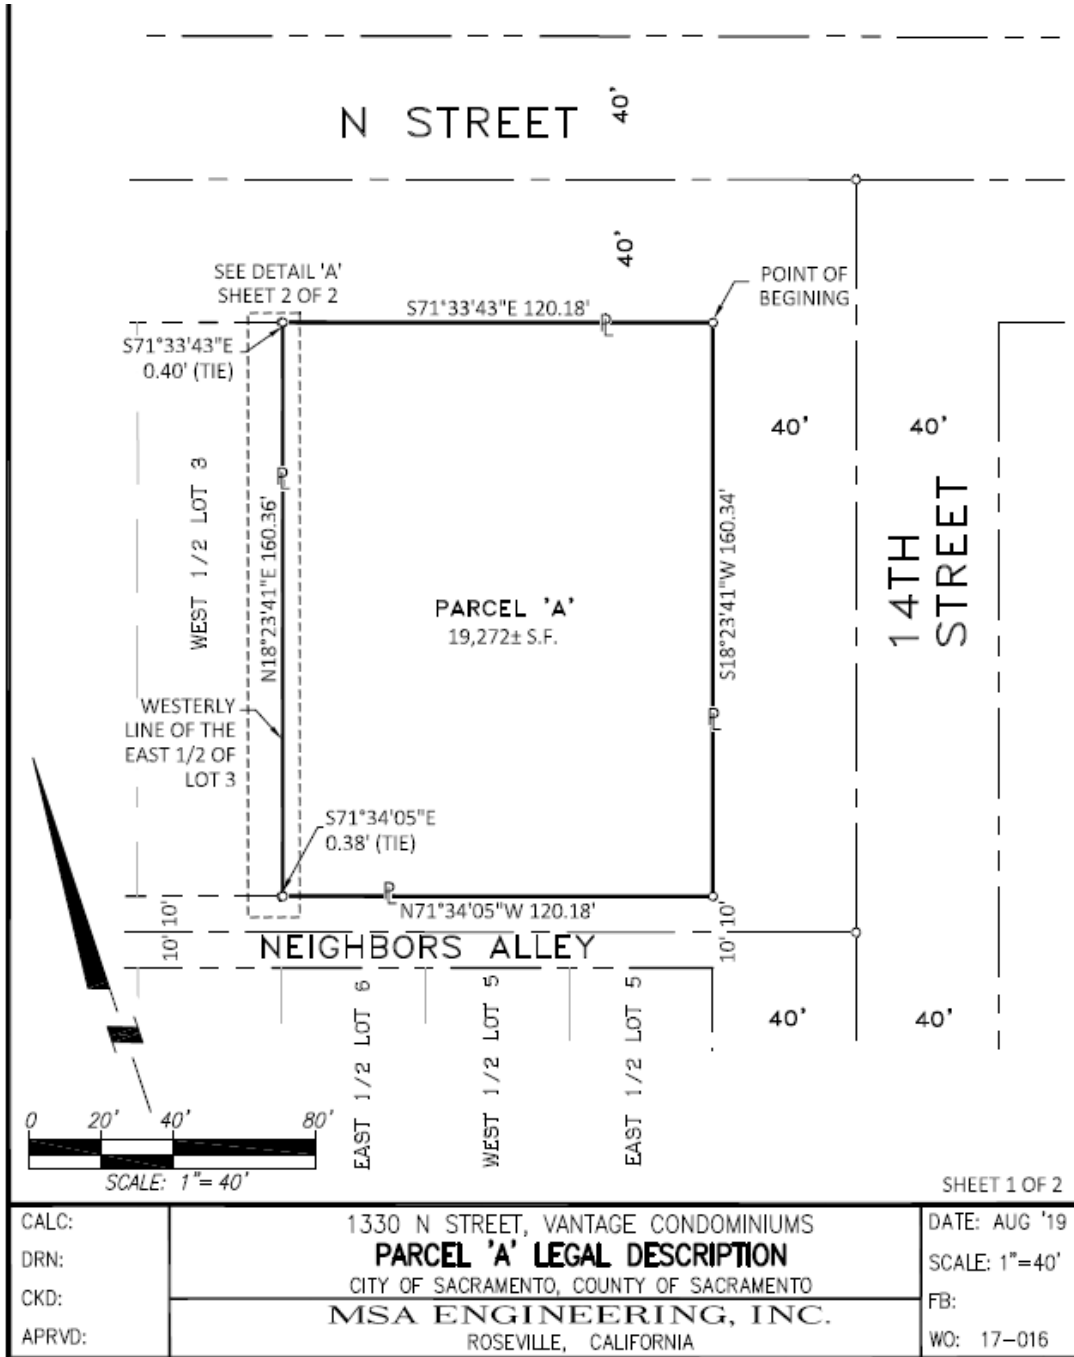 N STREET
40'
40'
SEE DETAIL 'A'
SHEET 2 OF 2
POINT OF
BEGINING
S71°33'43"E 120.18'
S71°33'43"E
0.40' (TIE)
40'
40'
WEST 1/2 LOT 3
PL
PL
N18°23'41"E 160.36'
S18°23'41"W 160.34'
14TH
STREET
PARCEL 'A'
19,272± S.F.
WESTERLY
LINE OF THE
EAST 1/2 OF
LOT 3
PL
S71°34'05"E
0.38' (TIE)
PL
N71°34'05"W 120.18'
10' 10'
10' 10'
NEIGHBORS ALLEY
EAST 1/2 LOT 6
WEST 1/2 LOT 5
EAST 1/2 LOT 5
40'
40'
0 20' 40' 80'
SCALE: 1"= 40'
SHEET 1 OF 2
CALC:
DRN:
CKD:
APRVD:
1330 N STREET, VANTAGE CONDOMINIUMS
PARCEL 'A' LEGAL DESCRIPTION
CITY OF SACRAMENTO, COUNTY OF SACRAMENTO
MSA ENGINEERING, INC.
ROSEVILLE, CALIFORNIA
DATE: AUG '19
SCALE: 1"=40'
FB:
WO: 17-016